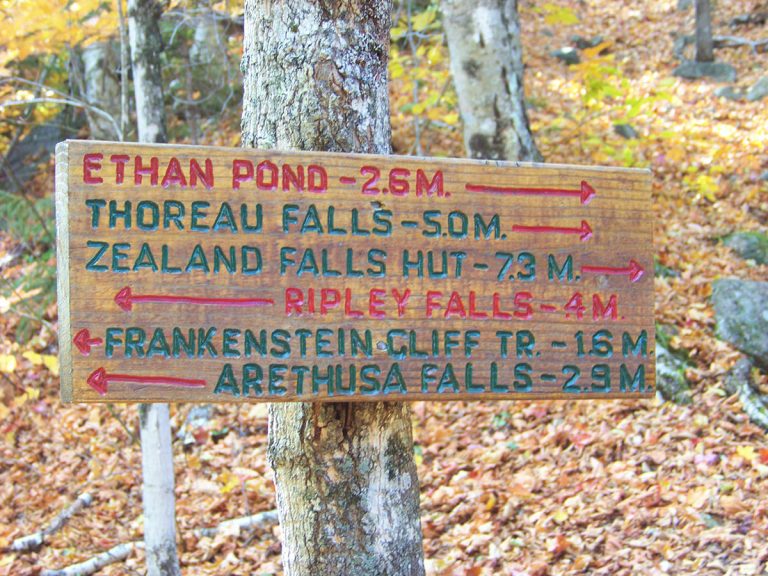 ETHAN POND - 2.6 M.
THOREAU FALLS - 5.0 M.
ZEALAND FALLS HUT - 7.3 M.
RIPLEY FALLS - .4 M.
FRANKENSTEIN CLIFF TR. - 1.6 M.
ARETHUSA FALLS - 2.9 M.